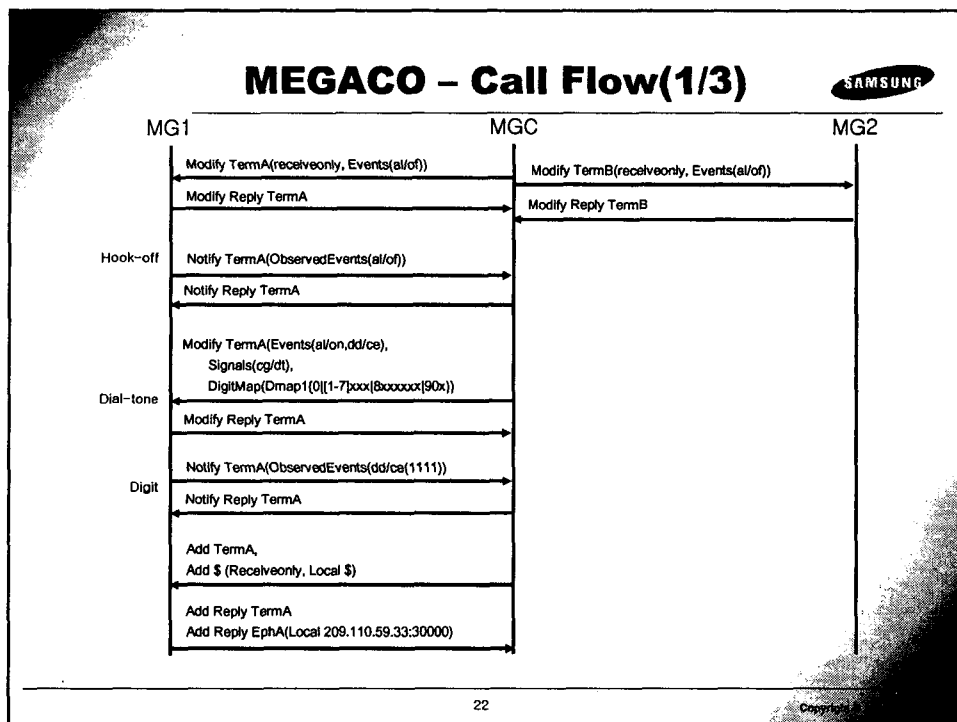 MEGACO – Call Flow(1/3)
SAMSUNG
MG1
MGC
MG2
Modify TermA(receiveonly, Events(al/of))
Modify TermB(receiveonly, Events(al/of))
Modify Reply TermA
Modify Reply TermB
Hook-off
Notify TermA(ObservedEvents(al/of))
Notify Reply TermA
Modify TermA(Events(al/on,dd/ce),
Signals(cg/dt),
DigitMap(Dmap1{0|[1-7]xxx|8xxxxxx|90x))
Dial-tone
Modify Reply TermA
Notify TermA(ObservedEvents(dd/ce(1111))
Digit
Notify Reply TermA
Add TermA,
Add $ (Receiveonly, Local $)
Add Reply TermA
Add Reply EphA(Local 209.110.59.33:30000)
22